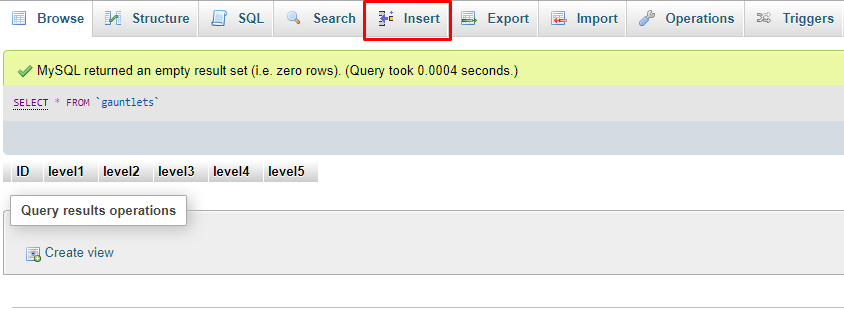 Browse Structure SQL Search Insert Export Import Operations Triggers
MySQL returned an empty result set (i.e. zero rows). (Query took 0.0004 seconds.)
SELECT * FROM `gauntlets`
ID level1 level2 level3 level4 level5
Query results operations
Create view